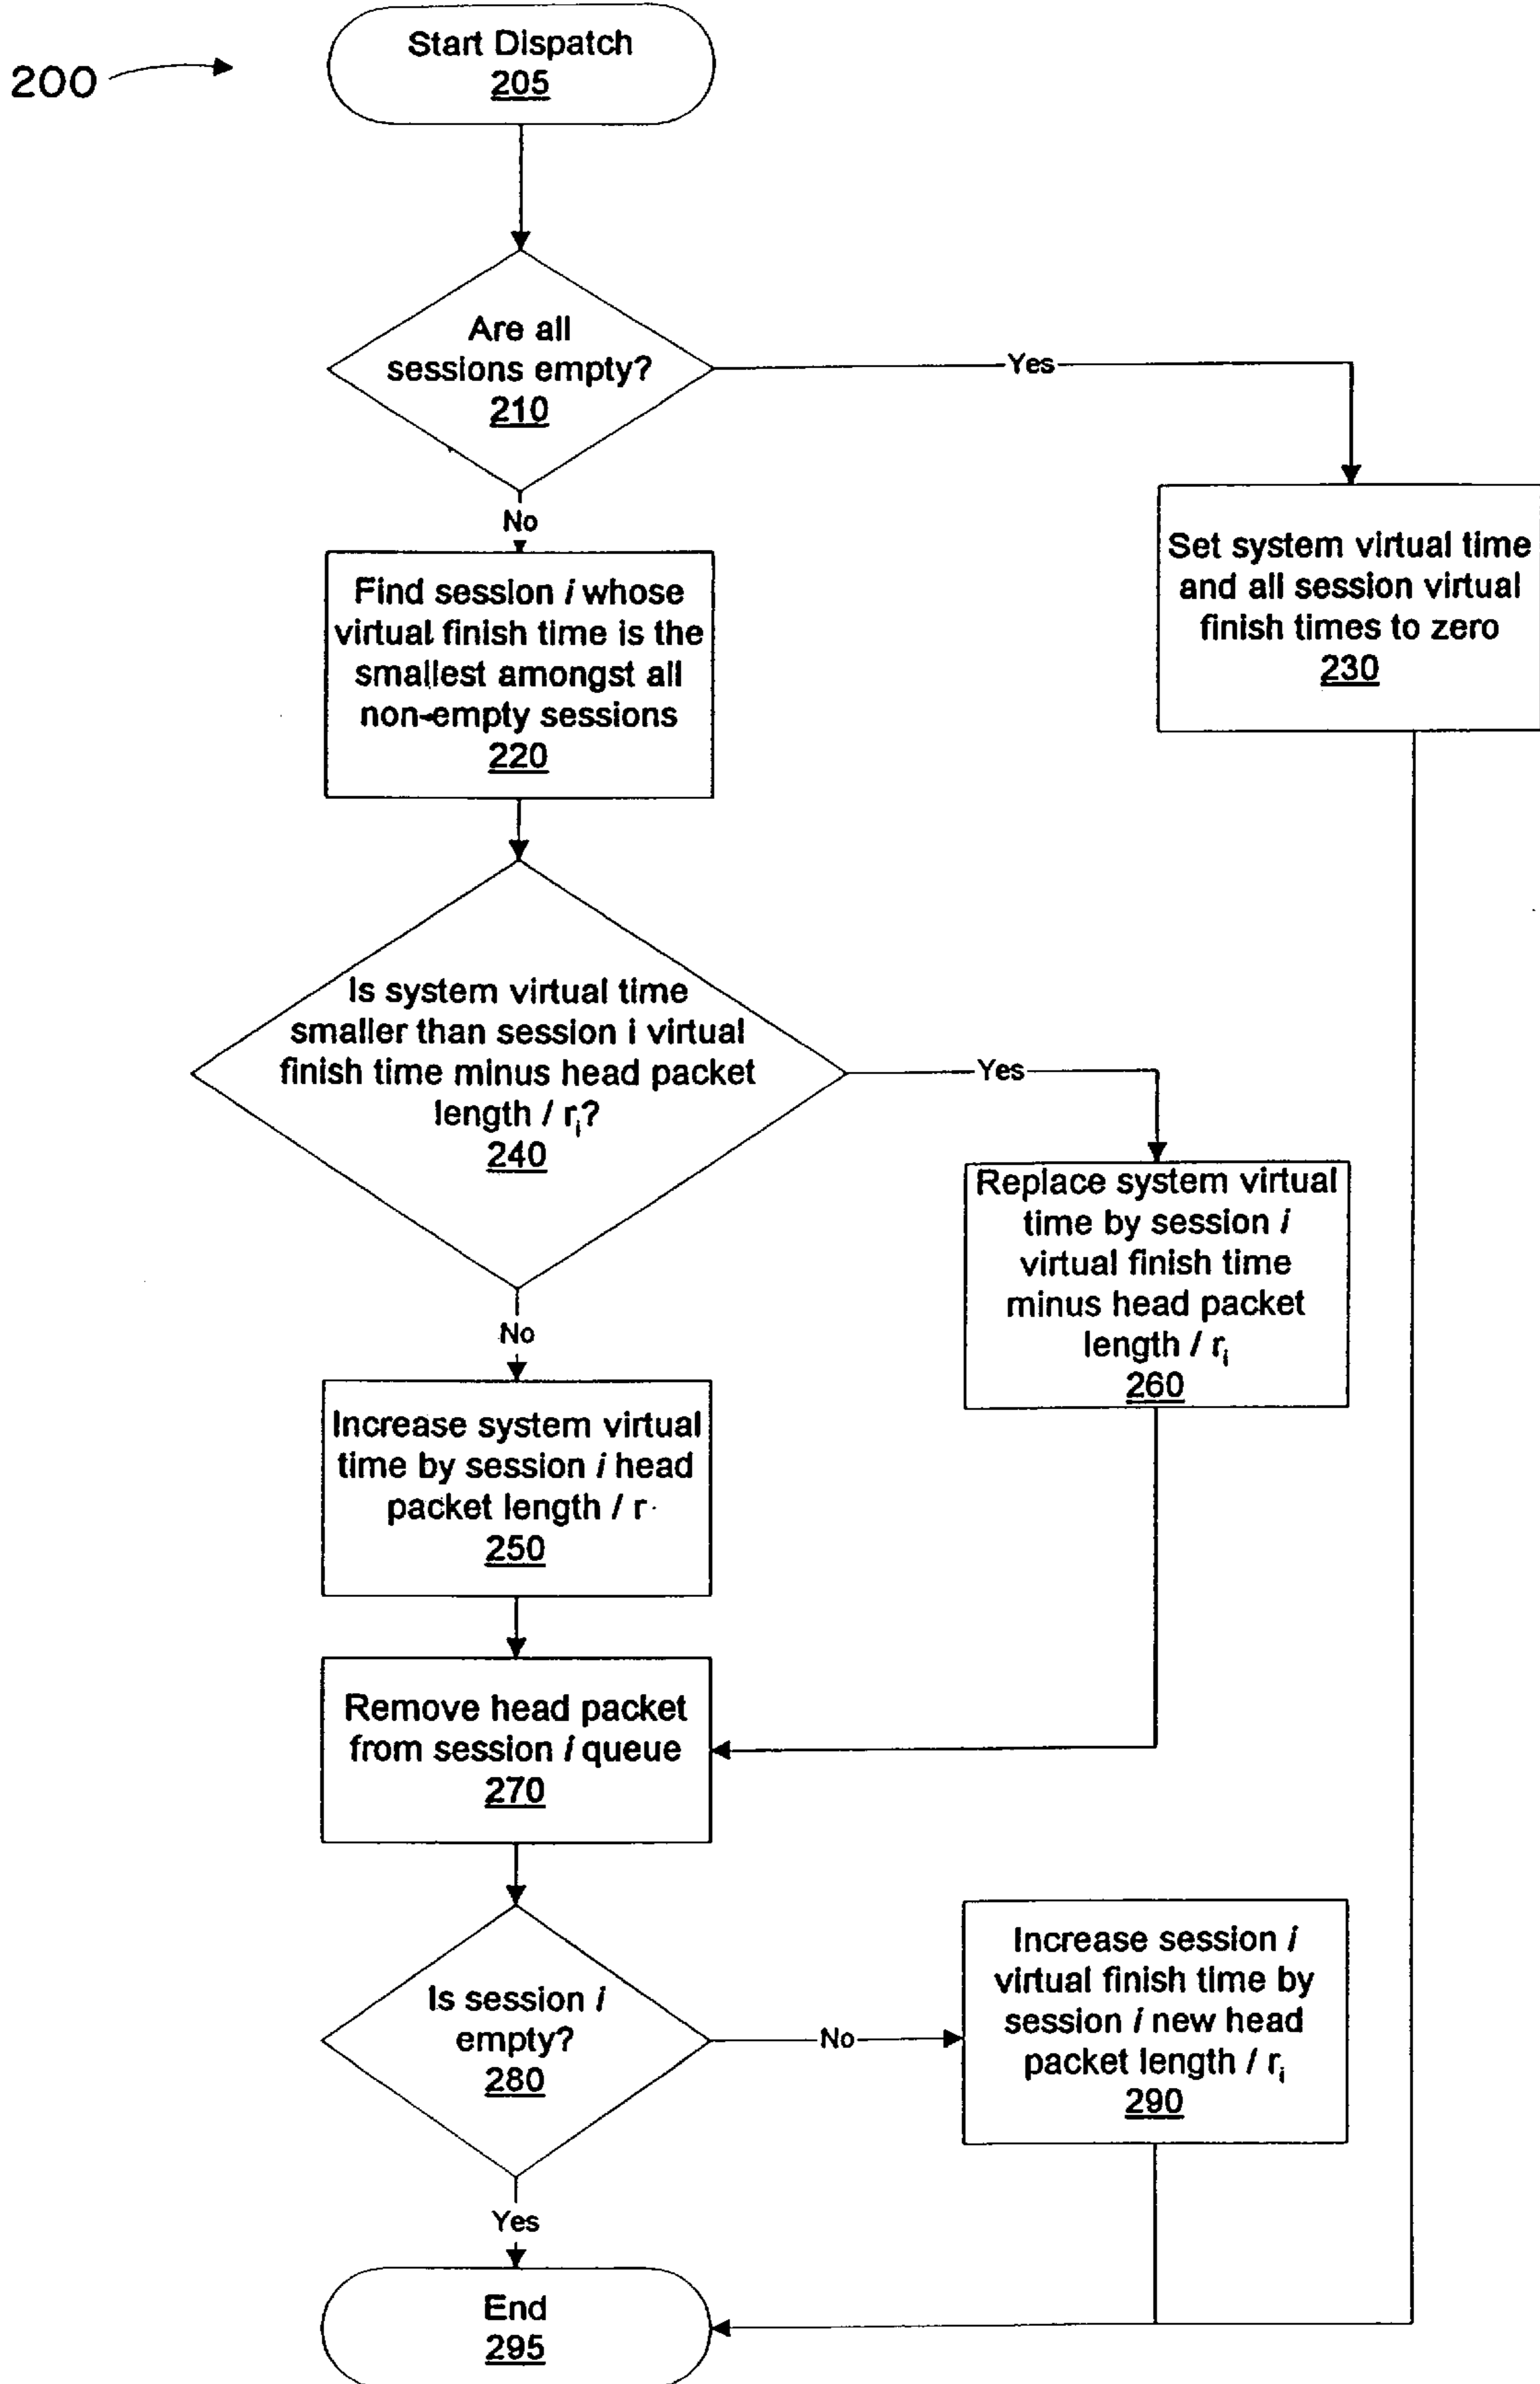 200
Start Dispatch
205
Are all
sessions empty?
210
Yes
No
Find session i whose
virtual finish time is the
smallest amongst all
non-empty sessions
220
Set system virtual time
and all session virtual
finish times to zero
230
Is system virtual time
smaller than session i virtual
finish time minus head packet
length / ri?
240
Yes
No
Replace system virtual
time by session i
virtual finish time
minus head packet
length / ri
260
Increase system virtual
time by session i head
packet length / r
250
Remove head packet
from session i queue
270
Is session i
empty?
280
No
Increase session i
virtual finish time by
session i new head
packet length / ri
290
Yes
End
295